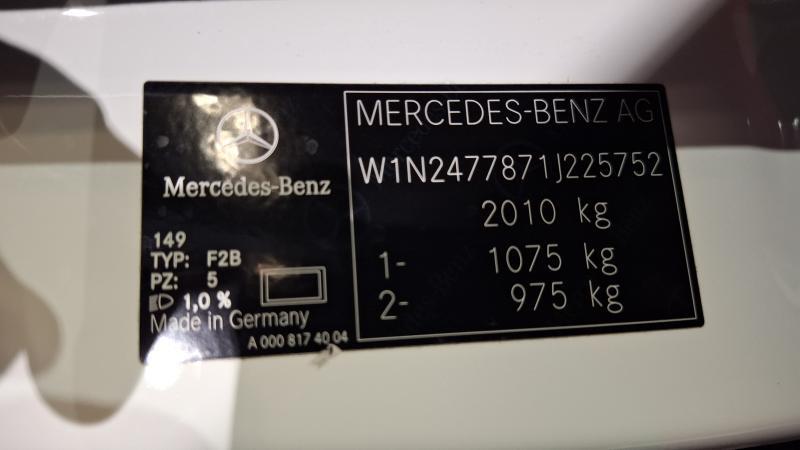 Mercedes-Benz
149
TYP: F2B
PZ: 5
1,0 %
Made in Germany
A 000 817 40 04
MERCEDES-BENZ AG
W1N2477871J225752
2010 kg
1- 1075 kg
2- 975 kg